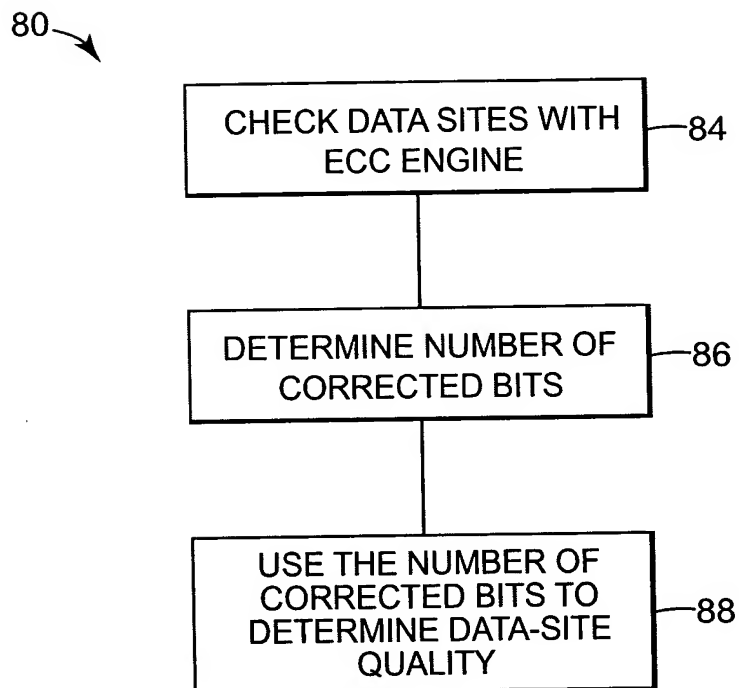 80
CHECK DATA SITES WITH
ECC ENGINE
84
DETERMINE NUMBER OF
CORRECTED BITS
86
USE THE NUMBER OF
CORRECTED BITS TO
DETERMINE DATA-SITE
QUALITY
88